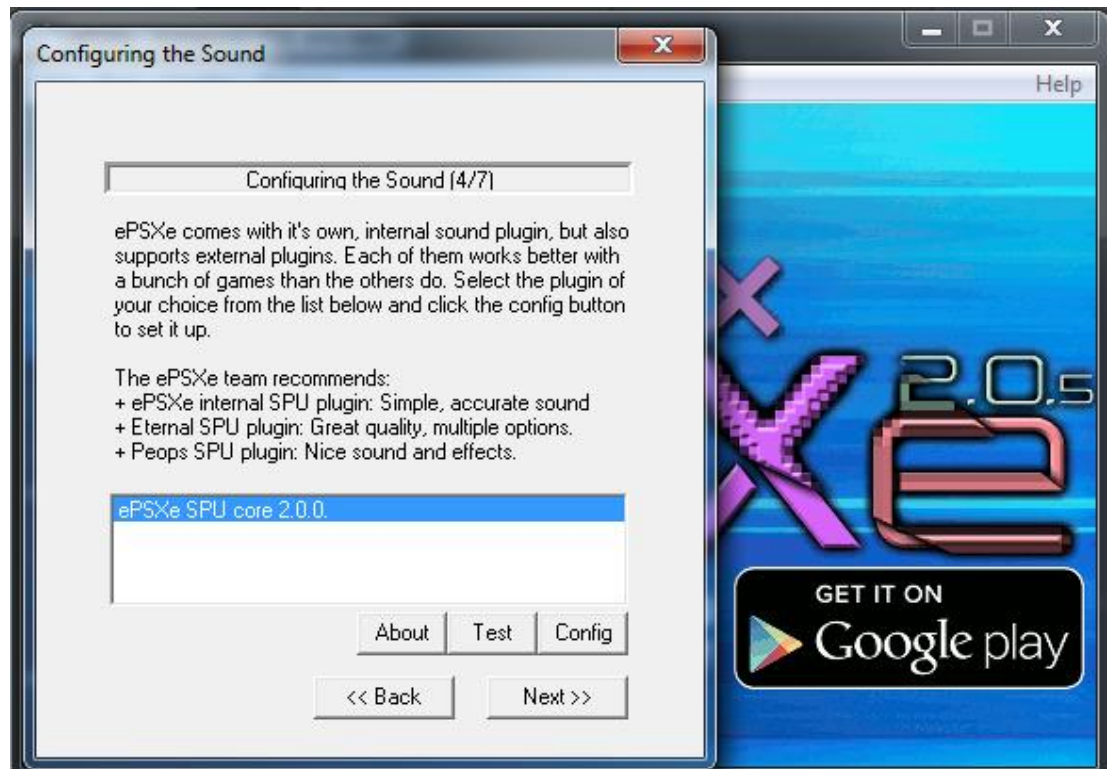 Configuring the Sound
Help
Configuring the Sound (4/7)
ePSXe comes with it's own, internal sound plugin, but also
supports external plugins. Each of them works better with
a bunch of games than the others do. Select the plugin of
your choice from the list below and click the config button
to set it up.
The ePSXe team recommends:
+ ePSXe internal SPU plugin: Simple, accurate sound
+ Eternal SPU plugin: Great quality, multiple options.
+ Peops SPU plugin: Nice sound and effects.
ePSXe SPU core 2.0.0.
About
Test
Config
<< Back
Next >>
x
Xe
2.0.5
GET IT ON
Google play